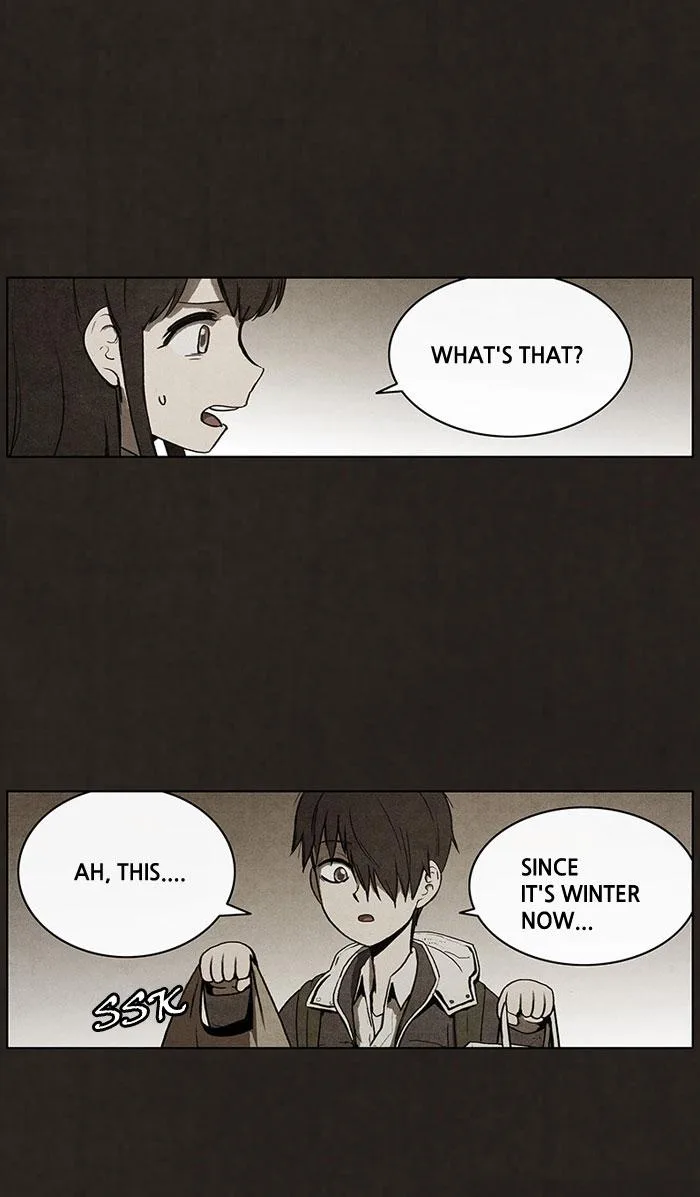 WHAT'S THAT?
AH, THIS....
SINCE
IT'S WINTER
NOW...
SSK